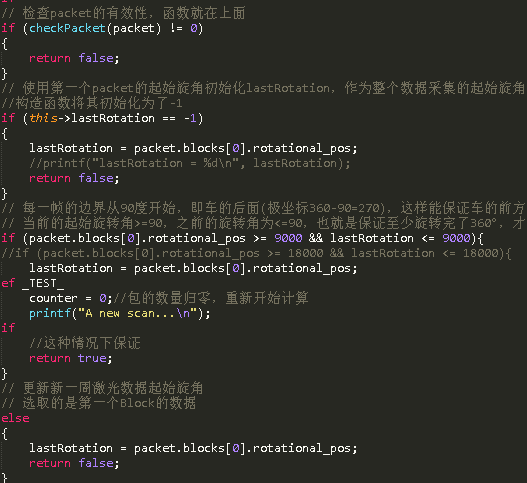 // 检查packet的有效性，函数就在上面
if (checkPacket(packet) != 0)
{
return false;
}
// 使用第一个packet的起始旋角初始化lastRotation，作为整个数据采集的起始旋角
//构造函数将其初始化为了-1
if (this->lastRotation == -1)
{
lastRotation = packet.blocks[0].rotational_pos;
//printf("lastRotation = %d\n", lastRotation);
return false;
}
// 每一帧的边界从90度开始，即车的后面(极坐标360-90=270)，这样能保证车的前方
// 当前的起始旋转角>=90，之前的旋转角为<=90，也就是保证至少旋转完了360°，才
if (packet.blocks[0].rotational_pos >= 9000 && lastRotation <= 9000){
//if (packet.blocks[0].rotational_pos >= 18000 && lastRotation <= 18000){
lastRotation = packet.blocks[0].rotational_pos;
ef _TEST_
counter = 0;//包的数量归零，重新开始计算
printf("A new scan...\n");
if
//这种情况下保证
return true;
}
// 更新新一周激光数据起始旋角
// 选取的是第一个Block的数据
else
{
lastRotation = packet.blocks[0].rotational_pos;
return false;
}